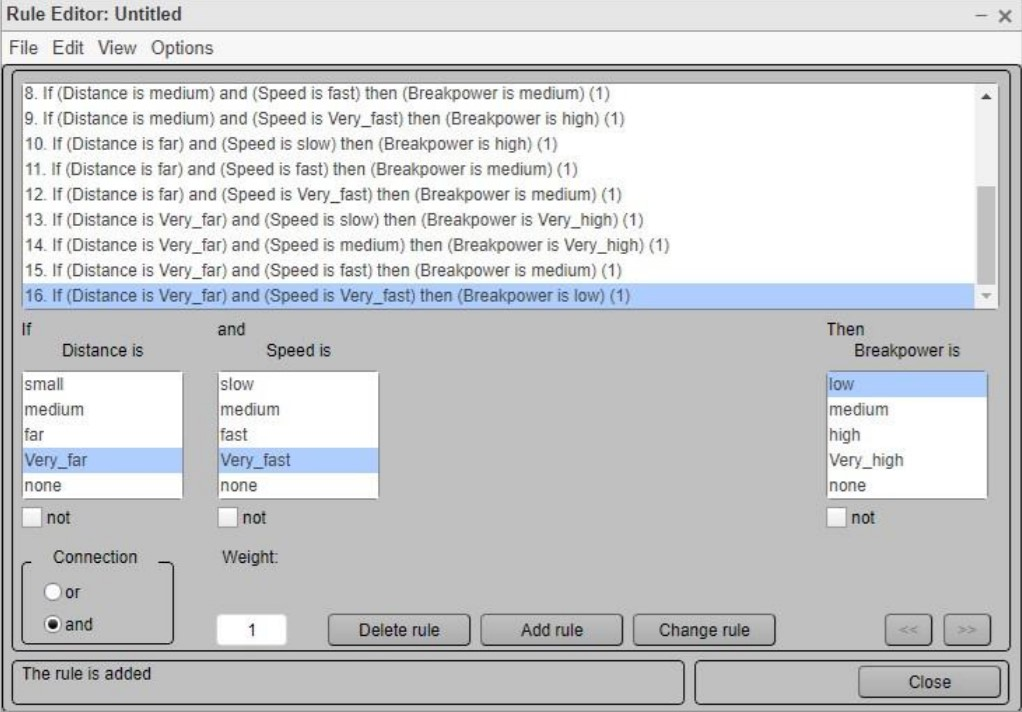 Rule Editor: Untitled
File Edit View Options
8. If (Distance is medium) and (Speed is fast) then (Breakpower is medium) (1)
9. If (Distance is medium) and (Speed is Very_fast) then (Breakpower is high) (1)
10. If (Distance is far) and (Speed is slow) then (Breakpower is high) (1)
11. If (Distance is far) and (Speed is fast) then (Breakpower is medium) (1)
12. If (Distance is far) and (Speed is Very_fast) then (Breakpower is medium) (1)
13. If (Distance is Very_far) and (Speed is slow) then (Breakpower is Very_high) (1)
14. If (Distance is Very_far) and (Speed is medium) then (Breakpower is Very_high) (1)
15. If (Distance is Very_far) and (Speed is fast) then (Breakpower is medium) (1)
16. If (Distance is Very_far) and (Speed is Very_fast) then (Breakpower is low) (1)
If and Then
Distance is Speed is Breakpower is
small slow low
medium medium medium
far fast high
Very_far Very_fast Very_high
none none none
not not not
Connection Weight:
or
and 1 Delete rule Add rule Change rule << >>
The rule is added Close